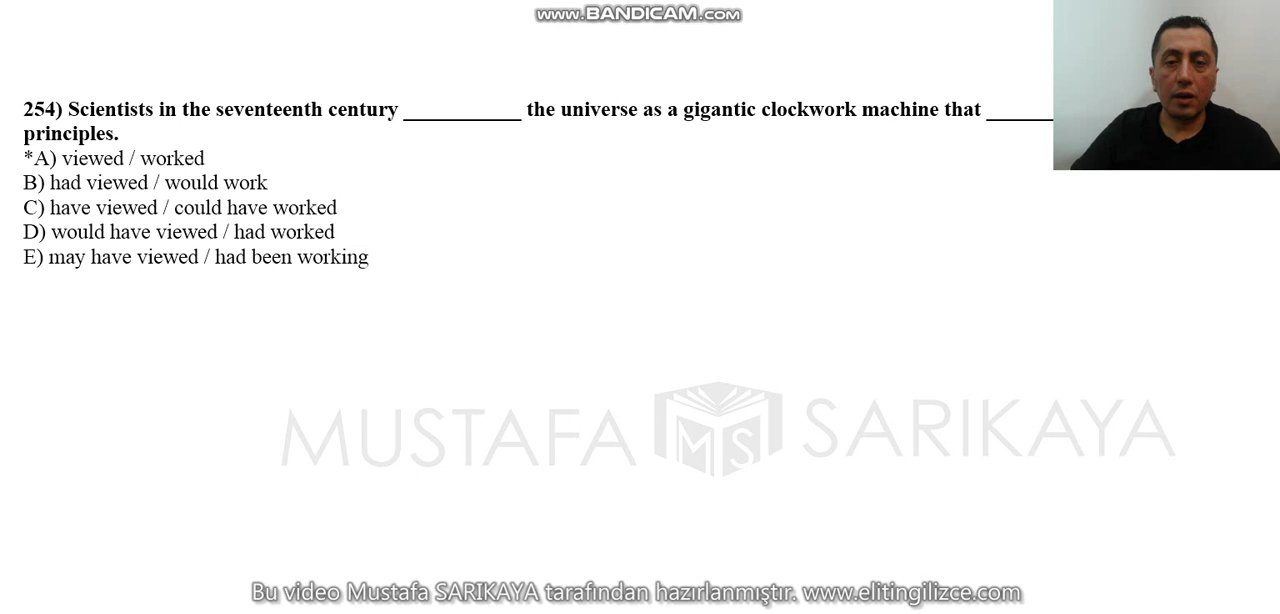 www.BANDICAM.com
254) Scientists in the seventeenth century ___________ the universe as a gigantic clockwork machine that ______
principles.
*A) viewed / worked
B) had viewed / would work
C) have viewed / could have worked
D) would have viewed / had worked
E) may have viewed / had been working
MUSTAFA MS SARIKAYA
Bu video Mustafa SARIKAYA tarafından hazırlanmıştır. www.elitingilizce.com